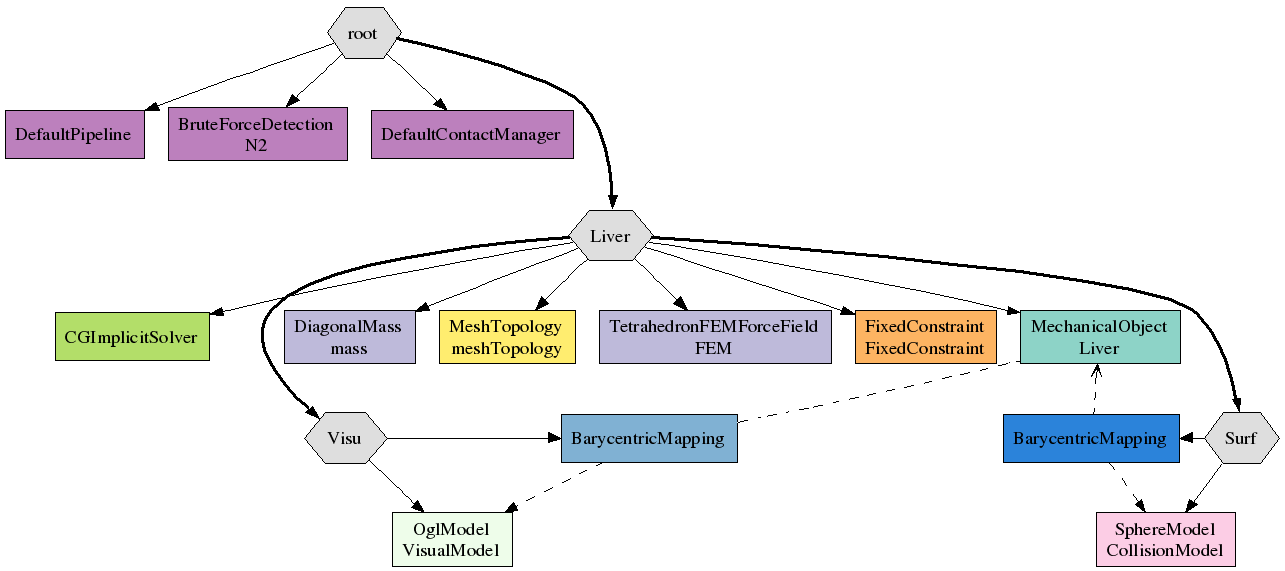 root
DefaultPipeline
BruteForceDetection
N2
DefaultContactManager
Liver
CGImplicitSolver
DiagonalMass
mass
MeshTopology
meshTopology
TetrahedronFEMForceField
FEM
FixedConstraint
FixedConstraint
MechanicalObject
Liver
Visu
BarycentricMapping
BarycentricMapping
Surf
OglModel
VisualModel
SphereModel
CollisionModel